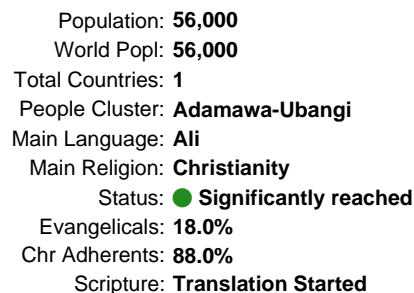 Population: 56,000
World Popl: 56,000
Total Countries: 1
People Cluster: Adamawa-Ubangi
Main Language: Ali
Main Religion: Christianity
Status: Significantly reached
Evangelicals: 18.0%
Chr Adherents: 88.0%
Scripture: Translation Started